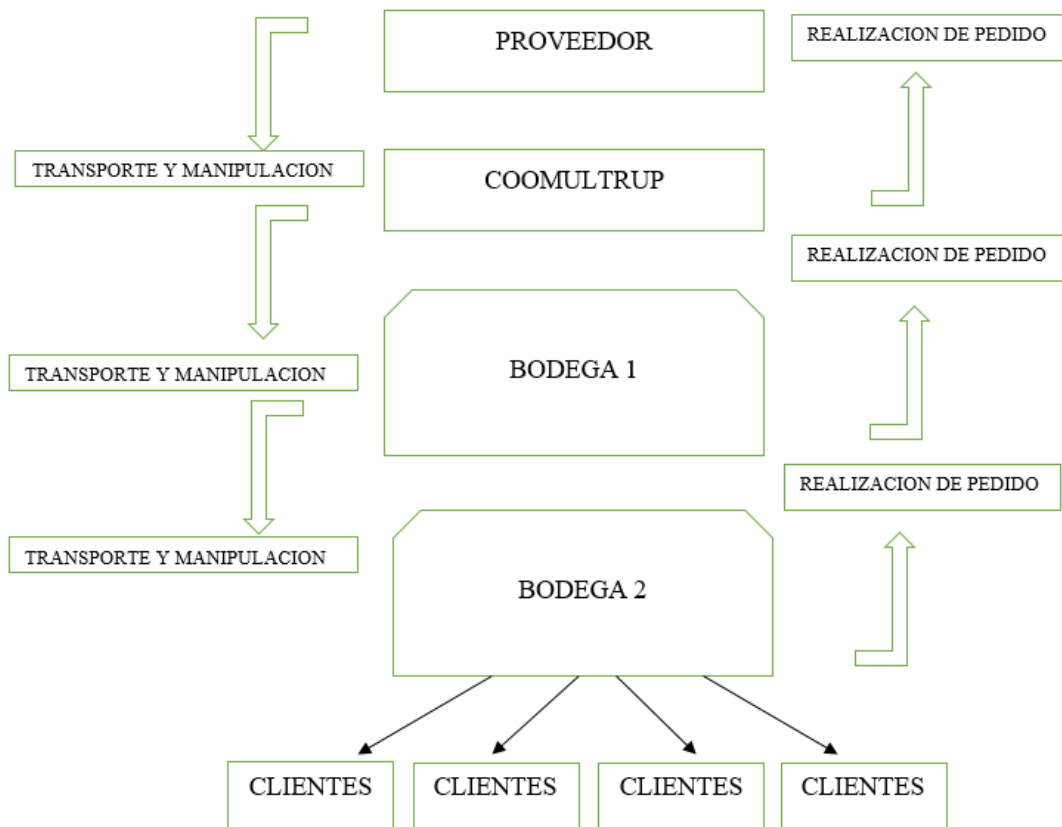 PROVEEDOR
REALIZACION DE PEDIDO
TRANSPORTE Y MANIPULACION
COOMULTRUP
REALIZACION DE PEDIDO
TRANSPORTE Y MANIPULACION
BODEGA 1
REALIZACION DE PEDIDO
TRANSPORTE Y MANIPULACION
BODEGA 2
CLIENTES
CLIENTES
CLIENTES
CLIENTES